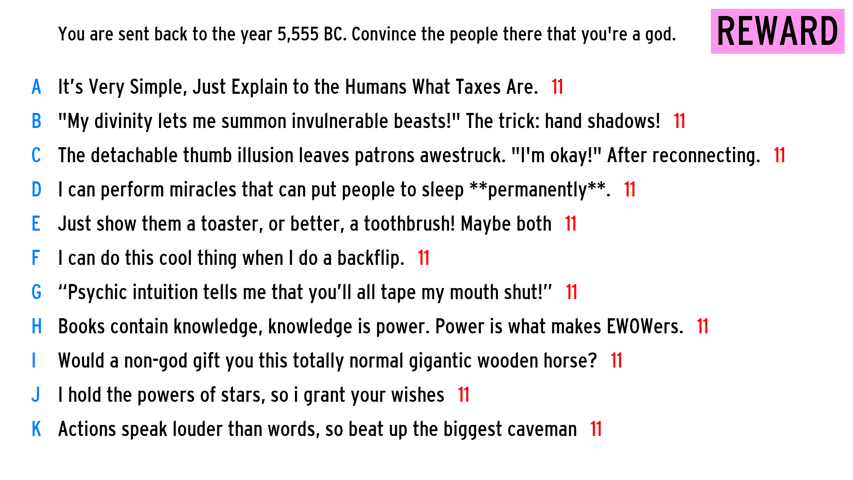 You are sent back to the year 5,555 BC. Convince the people there that you're a god.
REWARD
A It’s Very Simple, Just Explain to the Humans What Taxes Are. 11
B "My divinity lets me summon invulnerable beasts!" The trick: hand shadows! 11
C The detachable thumb illusion leaves patrons awestruck. "I'm okay!" After reconnecting. 11
D I can perform miracles that can put people to sleep **permanently**. 11
E Just show them a toaster, or better, a toothbrush! Maybe both 11
F I can do this cool thing when I do a backflip. 11
G “Psychic intuition tells me that you’ll all tape my mouth shut!” 11
H Books contain knowledge, knowledge is power. Power is what makes EWOWers. 11
I Would a non-god gift you this totally normal gigantic wooden horse? 11
J I hold the powers of stars, so i grant your wishes 11
K Actions speak louder than words, so beat up the biggest caveman 11